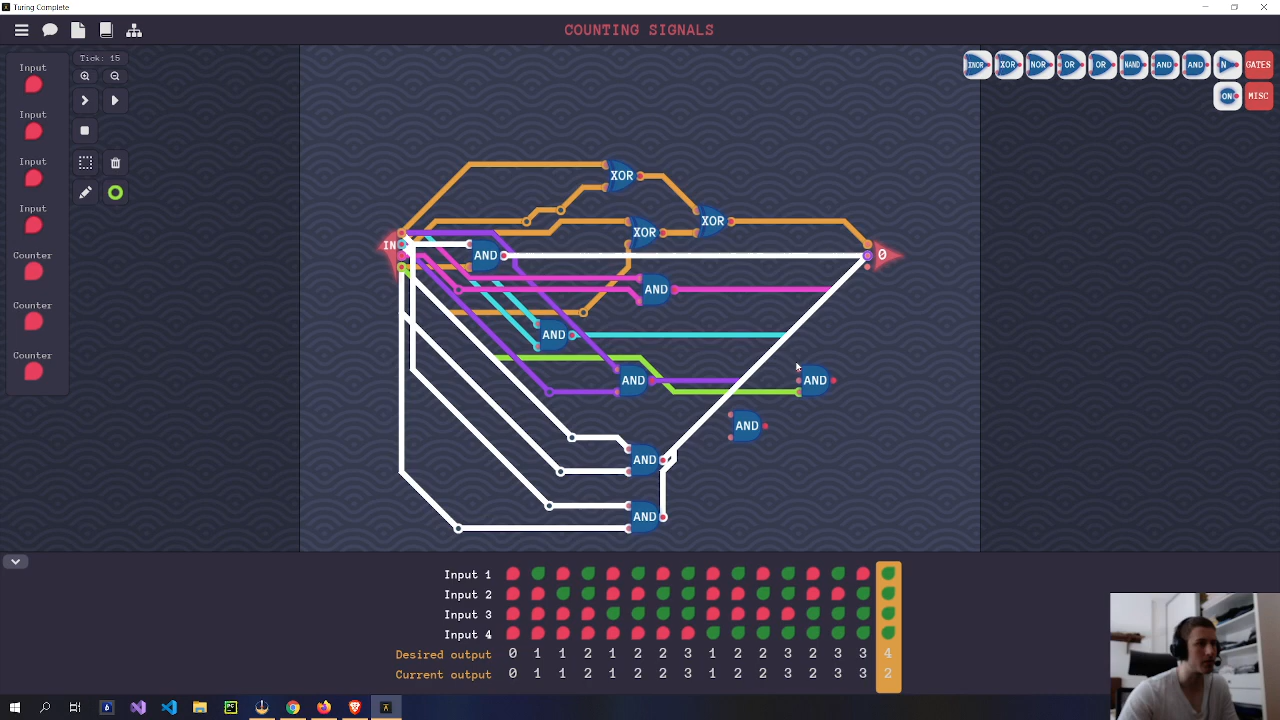 Turing Complete
COUNTING SIGNALS
Tick: 15
Input
Input
Input
Input
Counter
Counter
Counter
XNOR XOR NOR OR OR NAND AND AND N GATES
ON MISC
XOR
XOR
XOR
IN
AND
0
AND
AND
AND
AND
AND
AND
AND
Input 1
Input 2
Input 3
Input 4
Desired output 0 1 1 2 1 2 2 3 1 2 2 3 2 3 3 4
Current output 0 1 1 2 1 2 2 3 1 2 2 3 2 3 3 2